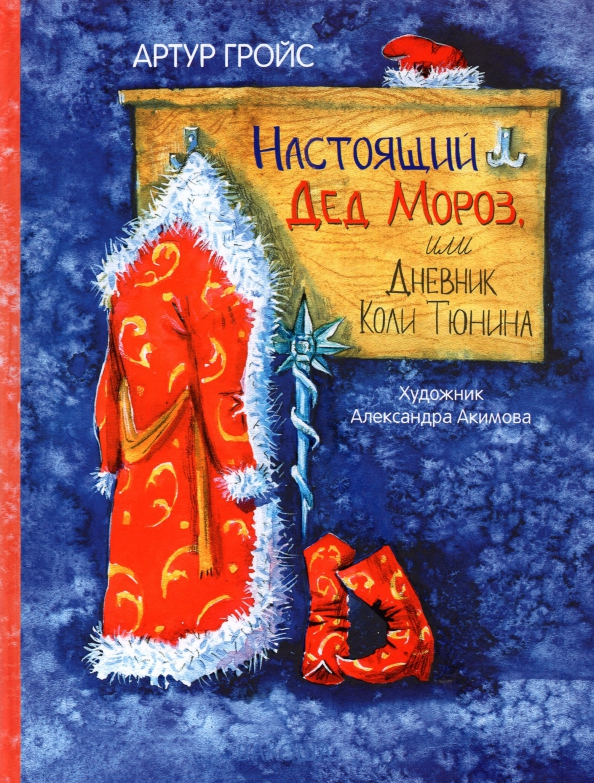 АРТУР ГРОЙС
НАСТОЯЩИЙ
ДЕД МОРОЗ,
или
ДНЕВНИК
КОЛИ ТЮНИНА
Художник
Александра Акимова